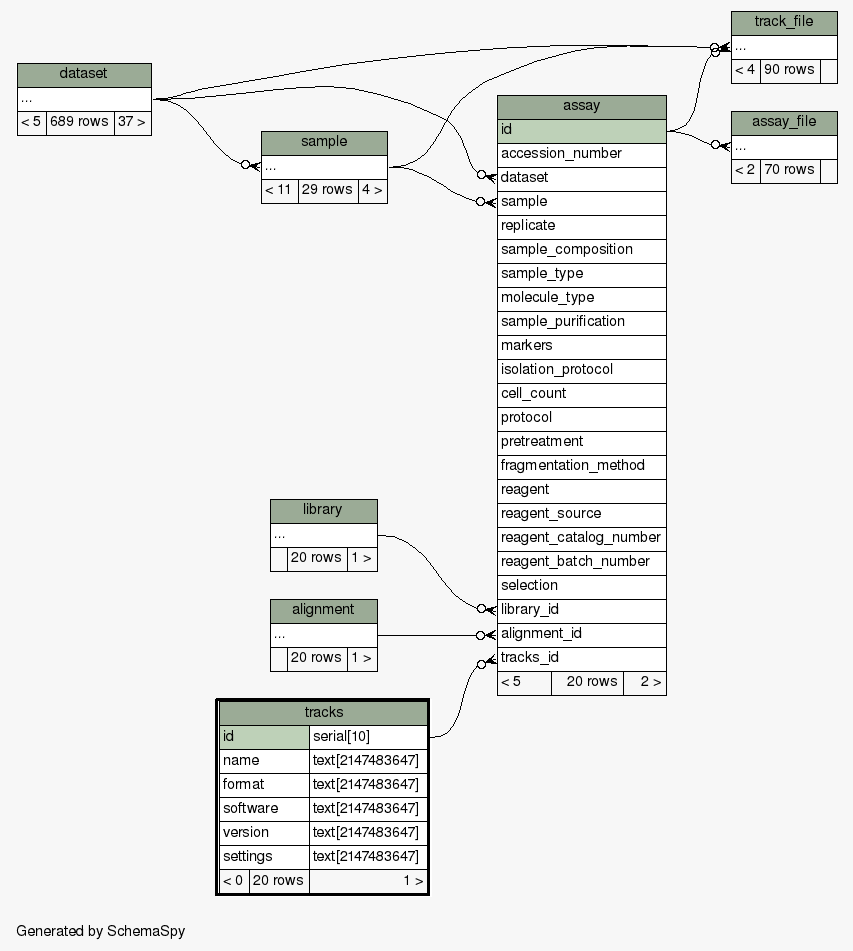 track_file
...
< 4 90 rows
dataset
...
< 5 689 rows 37 >
assay
id
accession_number
dataset
sample
replicate
sample_composition
sample_type
molecule_type
sample_purification
markers
isolation_protocol
cell_count
protocol
pretreatment
fragmentation_method
reagent
reagent_source
reagent_catalog_number
reagent_batch_number
selection
library_id
alignment_id
tracks_id
< 5 20 rows 2 >
assay_file
...
< 2 70 rows
sample
...
< 11 29 rows 4 >
library
...
20 rows 1 >
alignment
...
20 rows 1 >
tracks
id serial[10]
name text[2147483647]
format text[2147483647]
software text[2147483647]
version text[2147483647]
settings text[2147483647]
< 0 20 rows 1 >
Generated by SchemaSpy